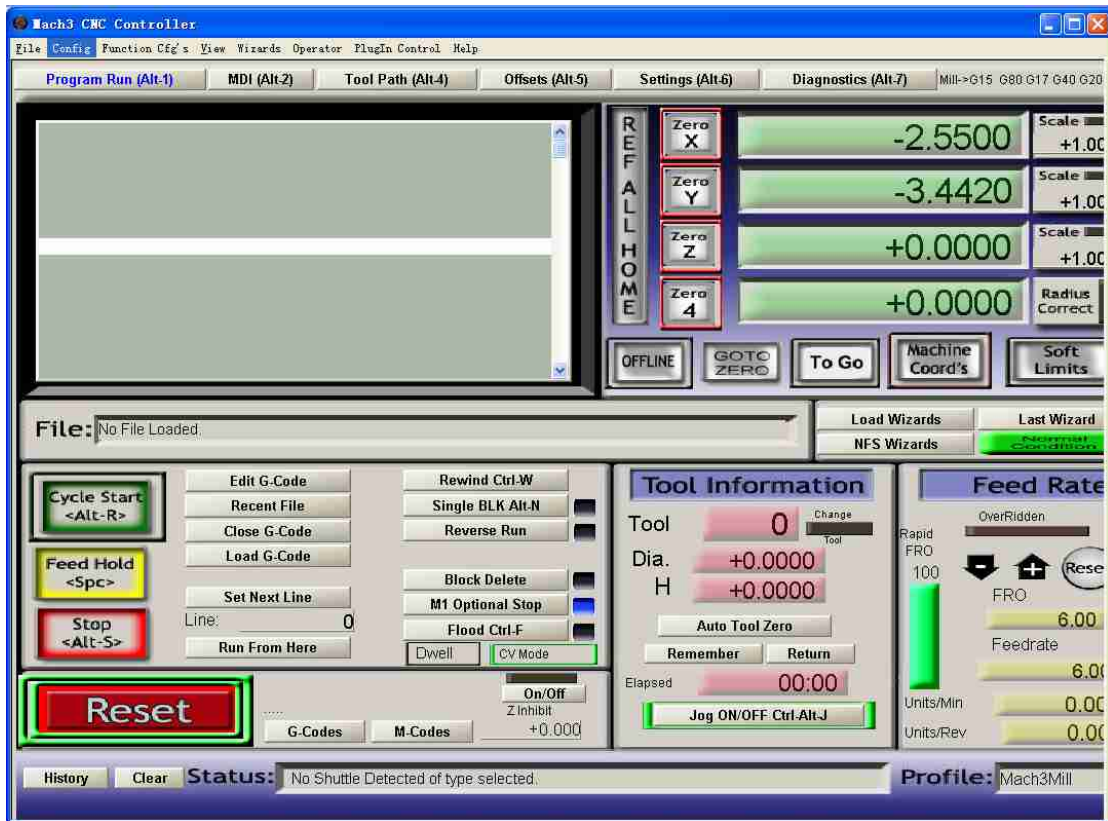 Mach3 CNC Controller
File Config Function Cfg's View Wizards Operator PlugIn Control Help
Program Run (Alt-1) MDI (Alt-2) Tool Path (Alt-4) Offsets (Alt-5) Settings (Alt-6) Diagnostics (Alt-7) Mill->G15 G80 G17 G40 G20
REF ALL HOME
Zero X -2.5500 Scale +1.00
Zero Y -3.4420 Scale +1.00
Zero Z +0.0000 Scale +1.00
Zero 4 +0.0000 Radius Correct
OFFLINE GOTO ZERO To Go Machine Coord's Soft Limits
File: No File Loaded.
Load Wizards Last Wizard
NFS Wizards Normal Condition
Cycle Start <Alt-R>
Feed Hold <Spc>
Stop <Alt-S>
Edit G-Code
Recent File
Close G-Code
Load G-Code
Set Next Line
Line: 0
Run From Here
Rewind Ctrl-W
Single BLK Alt-N
Reverse Run
Block Delete
M1 Optional Stop
Flood Ctrl-F
Dwell CV Mode
Reset
.....
G-Codes M-Codes
On/Off
Z Inhibit
+0.000
Tool Information
Tool 0 Change Tool
Dia. +0.0000
H +0.0000
Auto Tool Zero
Remember Return
Elapsed 00:00
Jog ON/OFF Ctrl-Alt-J
Feed Rate
OverRidden
Rapid FRO
100
Rese
FRO
6.00
Feedrate
6.00
Units/Min 0.00
Units/Rev 0.00
History Clear Status: No Shuttle Detected of type selected.
Profile: Mach3Mill